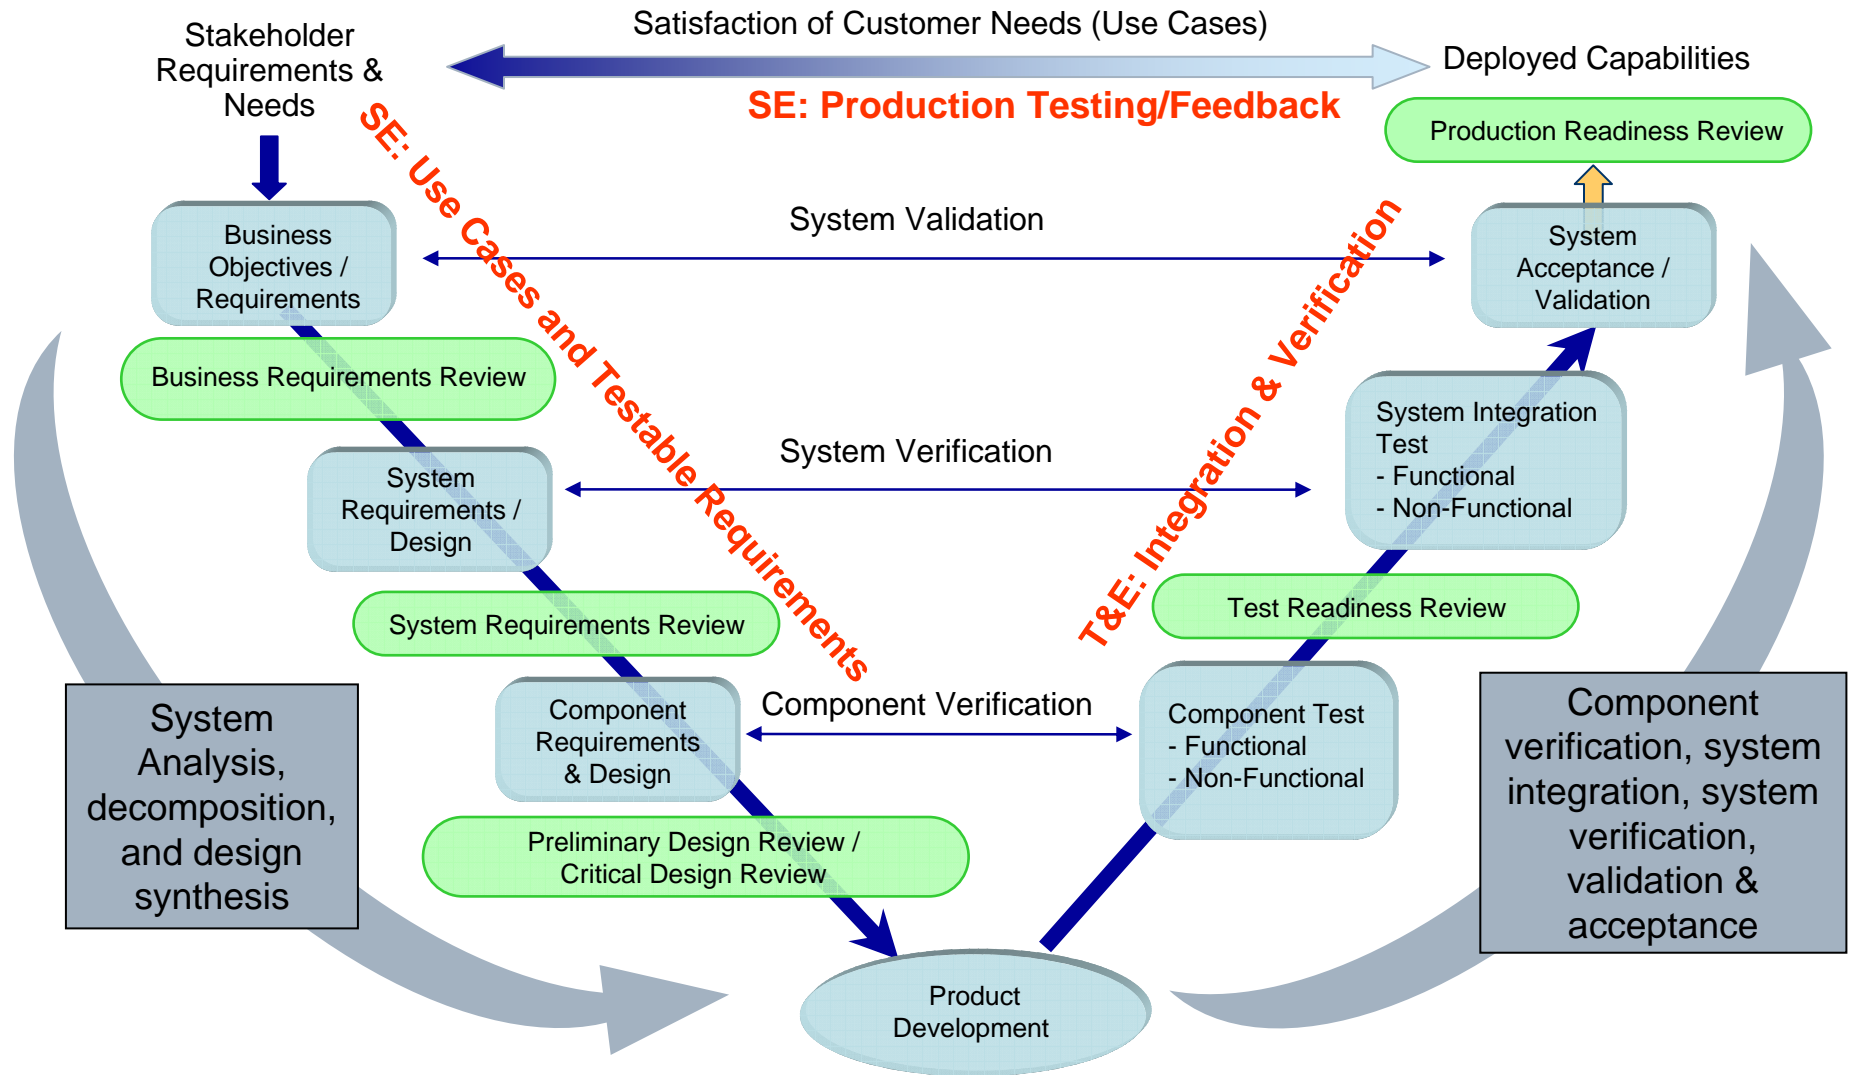 Satisfaction of Customer Needs (Use Cases)
Stakeholder
Requirements &
Needs
Deployed Capabilities
SE: Production Testing/Feedback
Production Readiness Review
SE: Use Cases and Testable Requirements
T&E: Integration & Verification
System Validation
Business
Objectives /
Requirements
System
Acceptance /
Validation
Business Requirements Review
System Integration
Test
- Functional
- Non-Functional
System Verification
System
Requirements /
Design
System Requirements Review
Test Readiness Review
Component Verification
Component
Requirements
& Design
Component Test
- Functional
- Non-Functional
System
Analysis,
decomposition,
and design
synthesis
Component
verification, system
integration, system
verification,
validation &
acceptance
Preliminary Design Review /
Critical Design Review
Product
Development